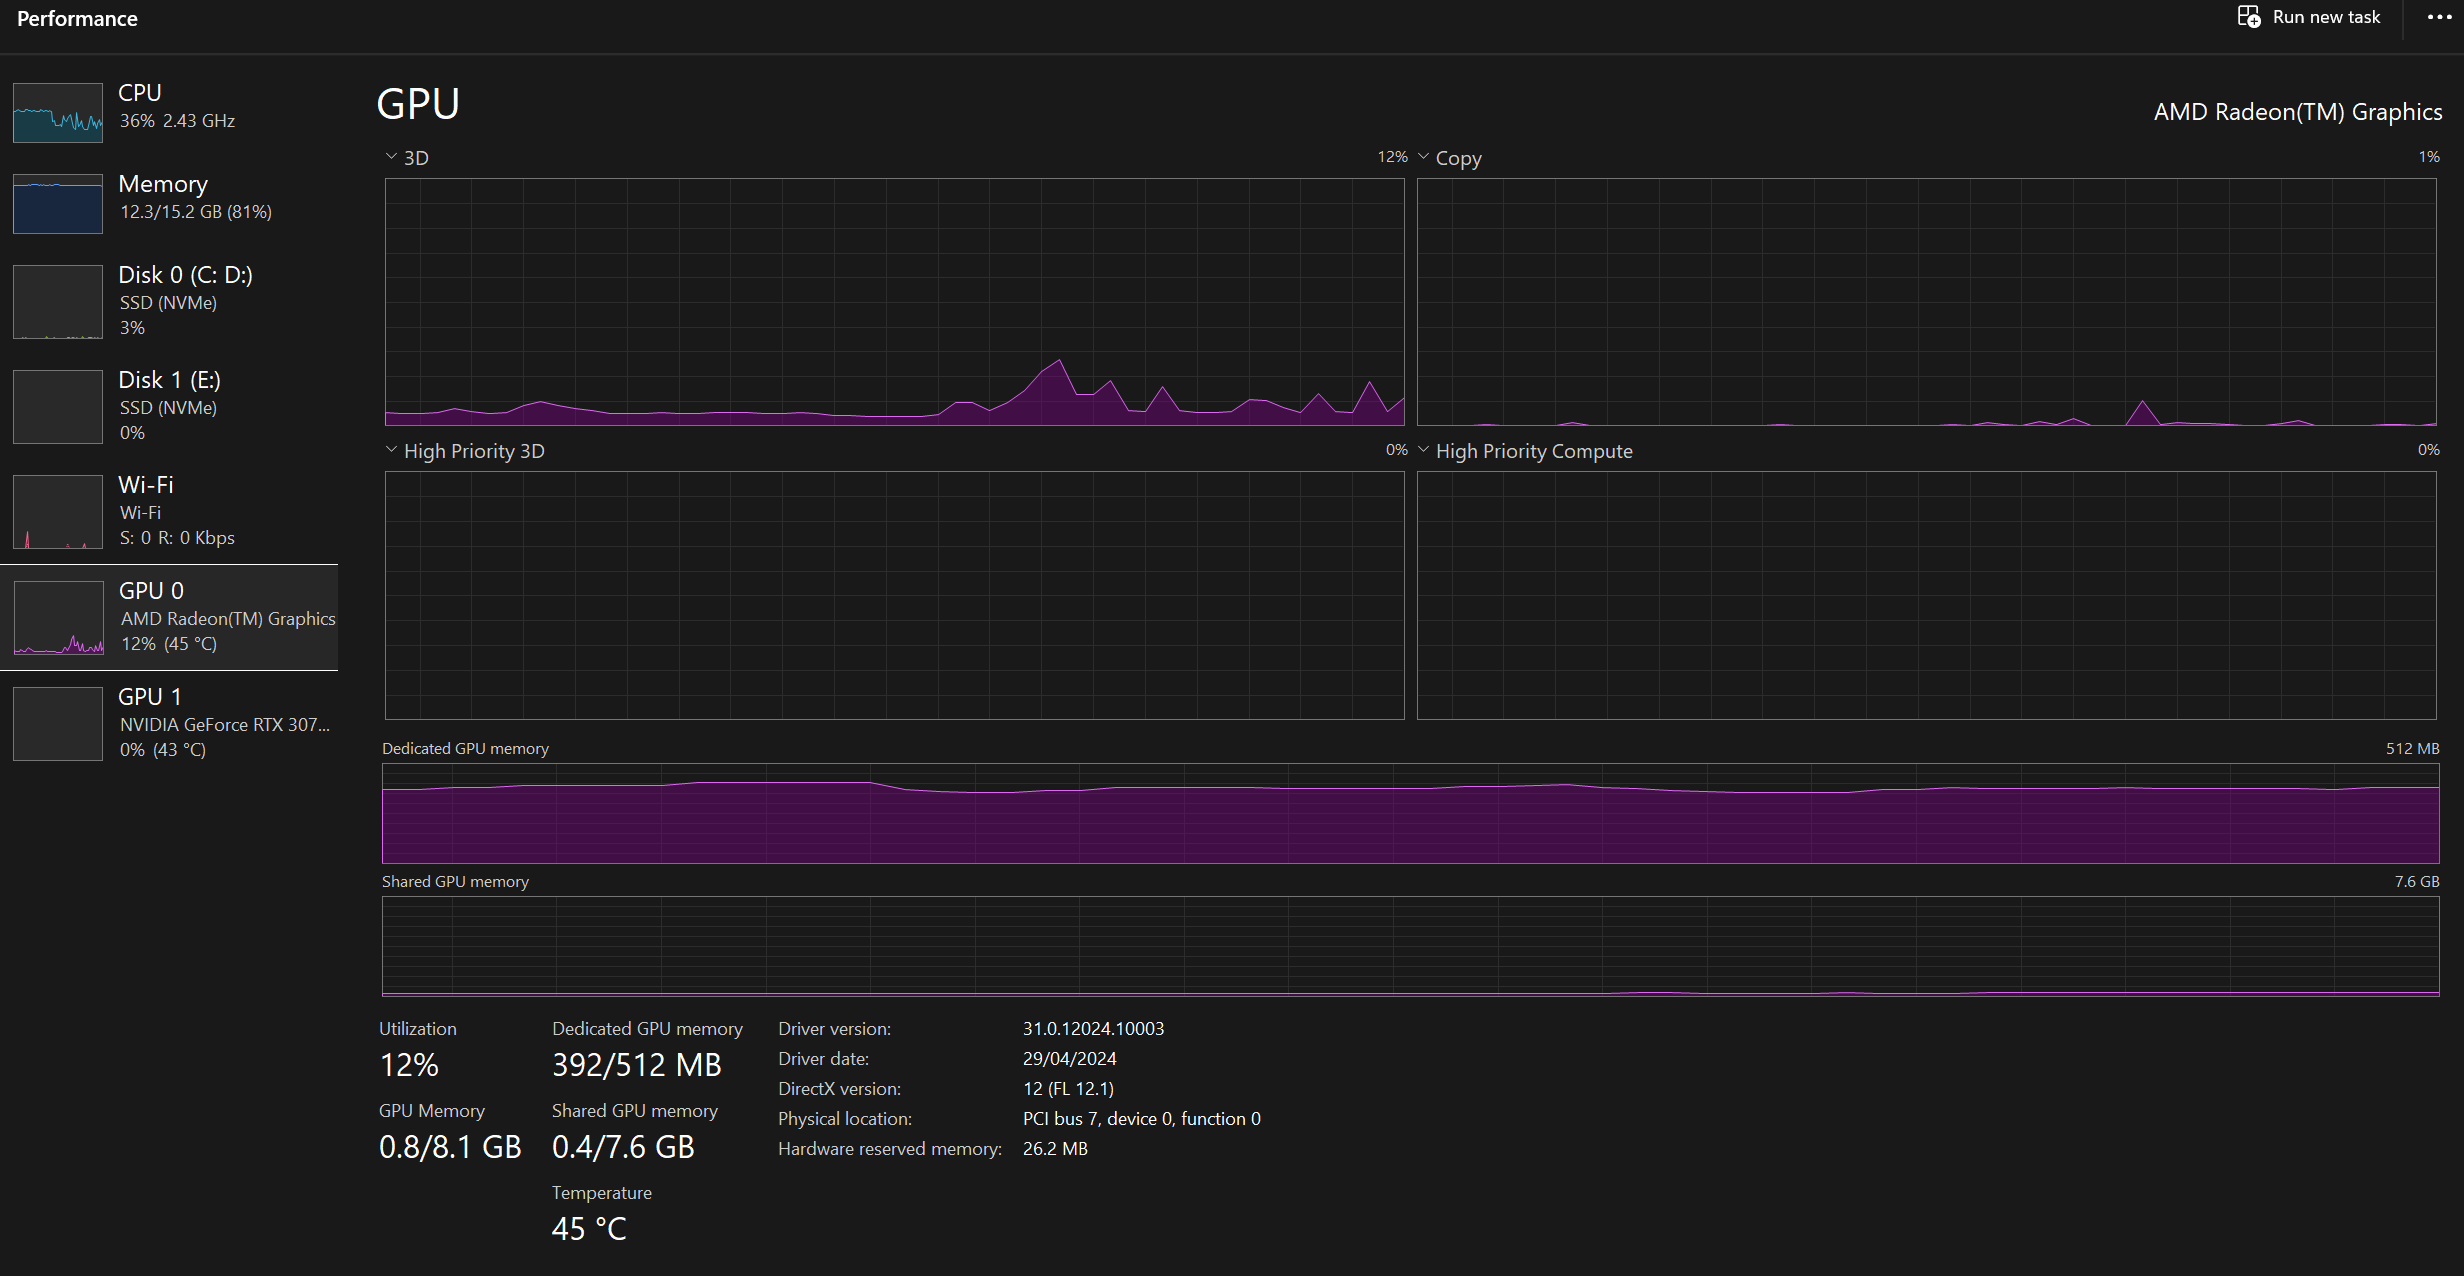 Performance
Run new task
CPU
36% 2.43 GHz
Memory
12.3/15.2 GB (81%)
Disk 0 (C: D:)
SSD (NVMe)
3%
Disk 1 (E:)
SSD (NVMe)
0%
Wi-Fi
Wi-Fi
S: 0 R: 0 Kbps
GPU 0
AMD Radeon(TM) Graphics
12% (45 °C)
GPU 1
NVIDIA GeForce RTX 307...
0% (43 °C)
GPU
AMD Radeon(TM) Graphics
3D 12%
Copy 1%
High Priority 3D 0%
High Priority Compute 0%
Dedicated GPU memory 512 MB
Shared GPU memory 7.6 GB
Utilization
12%
Dedicated GPU memory
392/512 MB
GPU Memory
0.8/8.1 GB
Shared GPU memory
0.4/7.6 GB
Temperature
45 °C
Driver version: 31.0.12024.10003
Driver date: 29/04/2024
DirectX version: 12 (FL 12.1)
Physical location: PCI bus 7, device 0, function 0
Hardware reserved memory: 26.2 MB